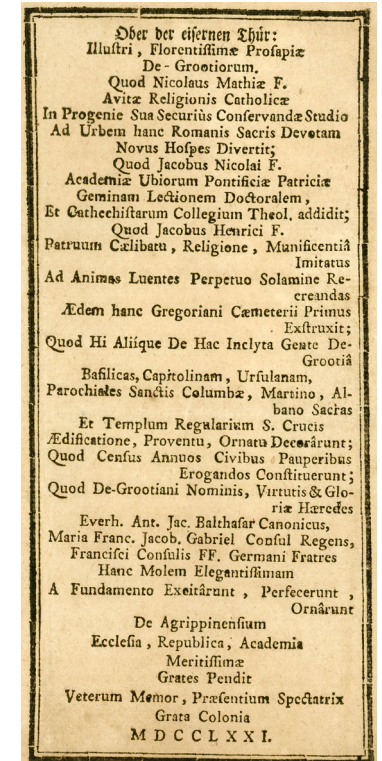 Ober der eisernen Thür:
Illuſtri, Florentiſſimæ Proſapiæ
De-Grootiorum.
Quod Nicolaus Mathiæ F.
Avitæ Religionis Catholicæ
In Progenie Sua Securiùs Conſervandæ Studio
Ad Urbem hanc Romanis Sacris Devotam
Novus Hoſpes Divertit;
Quod Jacobus Nicolai F.
Academiæ Ubiorum Pontificiæ Patriciæ
Geminam Lectionem Doctoralem,
Et Cathechiſtarum Collegium Theol. addidit;
Quod Jacobus Henrici F.
Patruum Cælibatu, Religione, Munificentiâ
Imitatus
Ad Animas Luentes Perpetuo Solamine Re-
creandas
Ædem hanc Gregoriani Cæmeterii Primus
Exſtruxit;
Quod Hi Aliíque De Hac Inclyta Gente De-
Grootiâ
Baſilicas, Capitolinam, Urſulanam,
Parochiales Sanctis Columbæ, Martino, Al-
bano Sacras
Et Templum Regularium S. Crucis
Ædificatione, Proventu, Ornatu Decorârunt;
Quod Cenſus Annuos Civibus Pauperibus
Erogandos Conſtituerunt;
Quod De-Grootiani Nominis, Virtutis & Glo-
riæ Hæredes
Everh. Ant. Jac. Balthaſar Canonicus,
Maria Franc. Jacob. Gabriel Conſul Regens,
Franciſci Conſulis FF. Germani Fratres
Hanc Molem Elegantiſſimam
A Fundamento Excitârunt, Perfecerunt,
Ornârunt
De Agrippinenſium
Eccleſia, Republica, Academia
Meritiſſimæ
Grates Pendit
Veterum Memor, Præſentium Spectatrix
Grata Colonia
MDCCLXXI.